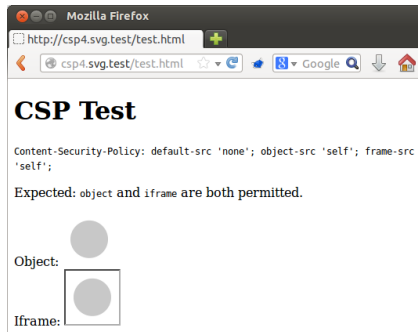 Mozilla Firefox
http://csp4.svg.test/test.html
csp4.svg.test/test.html
Google
CSP Test
Content-Security-Policy: default-src 'none'; object-src 'self'; frame-src
'self';
Expected: object and iframe are both permitted.
Object:
Iframe: